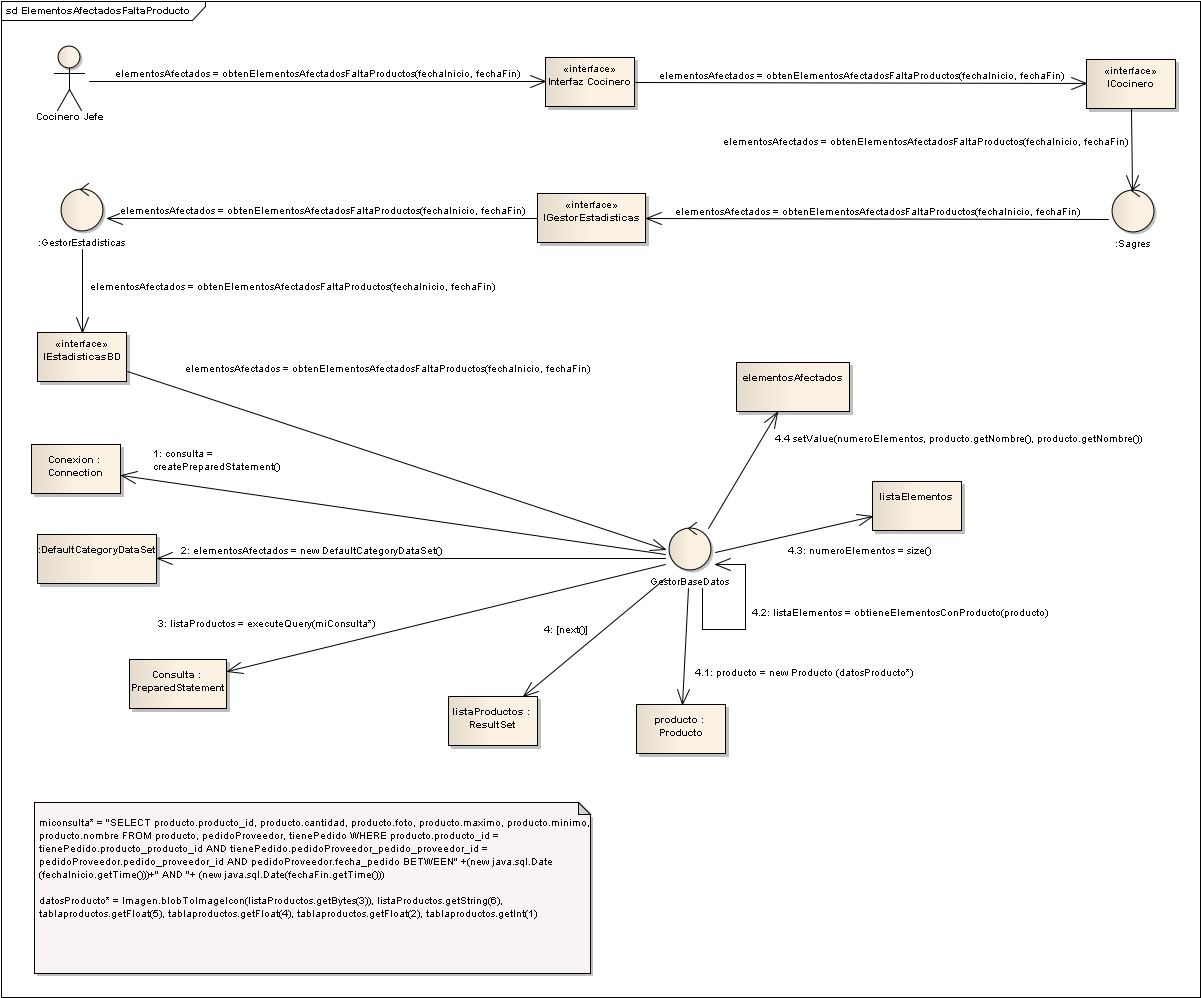 sd ElementosAfectadosFaltaProducto
elementosAfectados = obtenElementosAfectadosFaltaProductos(fechaInicio, fechaFin)
«interface»
Interfaz Cocinero
elementosAfectados = obtenElementosAfectadosFaltaProductos(fechaInicio, fechaFin)
«interface»
ICocinero
Cocinero Jefe
elementosAfectados = obtenElementosAfectadosFaltaProductos(fechaInicio, fechaFin)
elementosAfectados = obtenElementosAfectadosFaltaProductos(fechaInicio, fechaFin)
«interface»
IGestorEstadisticas
elementosAfectados = obtenElementosAfectadosFaltaProductos(fechaInicio, fechaFin)
:GestorEstadisticas
:Sagres
elementosAfectados = obtenElementosAfectadosFaltaProductos(fechaInicio, fechaFin)
«interface»
IEstadisticasBD
elementosAfectados = obtenElementosAfectadosFaltaProductos(fechaInicio, fechaFin)
elementosAfectados
4.4 setValue(numeroElementos, producto.getNombre(), producto.getNombre())
Conexion :
Connection
1: consulta =
createPreparedStatement()
listaElementos
:DefaultCategoryDataSet
2: elementosAfectados = new DefaultCategoryDataSet()
4.3: numeroElementos = size()
GestorBaseDatos
4.2: listaElementos = obtieneElementosConProducto(producto)
3: listaProductos = executeQuery(miConsulta*)
4: [next()]
4.1: producto = new Producto (datosProducto*)
Consulta :
PreparedStatement
listaProductos :
ResultSet
producto :
Producto
miconsulta* = "SELECT producto.producto_id, producto.cantidad, producto.foto, producto.maximo, producto.minimo,
producto.nombre FROM producto, pedidoProveedor, tienePedido WHERE producto.producto_id =
tienePedido.producto_producto_id AND tienePedido.pedidoProveedor_pedido_proveedor_id =
pedidoProveedor.pedido_proveedor_id AND pedidoProveedor.fecha_pedido BETWEEN" +(new java.sql.Date
(fechaInicio.getTime()))+" AND "+ (new java.sql.Date(fechaFin.getTime()))
datosProducto* = Imagen.blobToImageIcon(listaProductos.getBytes(3)), listaProductos.getString(6),
tablaproductos.getFloat(5), tablaproductos.getFloat(4), tablaproductos.getFloat(2), tablaproductos.getInt(1)